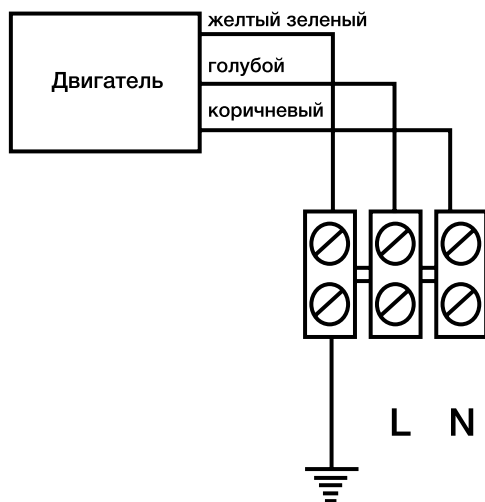 желтый зеленый
Двигатель
голубой
коричневый
L N